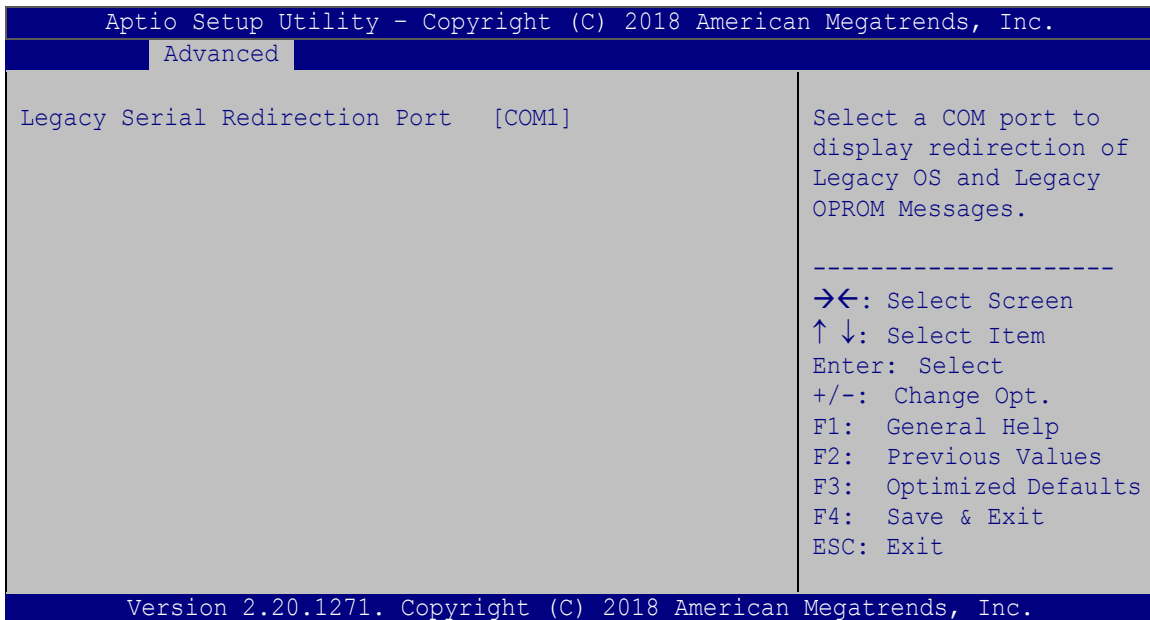 Aptio Setup Utility – Copyright (C) 2018 American Megatrends, Inc.
Advanced
Legacy Serial Redirection Port [COM1]
Select a COM port to
display redirection of
Legacy OS and Legacy
OPROM Messages.
---------------------
→←: Select Screen
↑ ↓: Select Item
Enter: Select
+/-: Change Opt.
F1: General Help
F2: Previous Values
F3: Optimized Defaults
F4: Save & Exit
ESC: Exit
Version 2.20.1271. Copyright (C) 2018 American Megatrends, Inc.